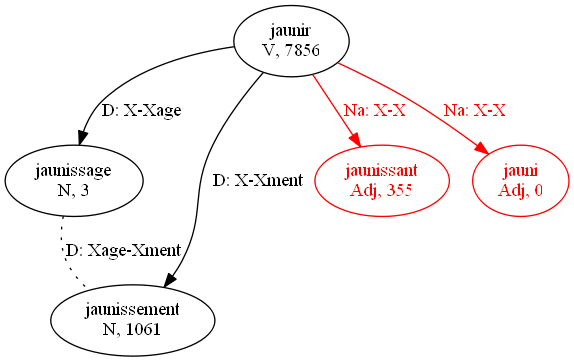 jaunir
V, 7856
D: X-Xage
Na: X-X
Na: X-X
jaunissage
N, 3
D: X-Xment
jaunissant
Adj, 355
jauni
Adj, 0
D: Xage-Xment
jaunissement
N, 1061